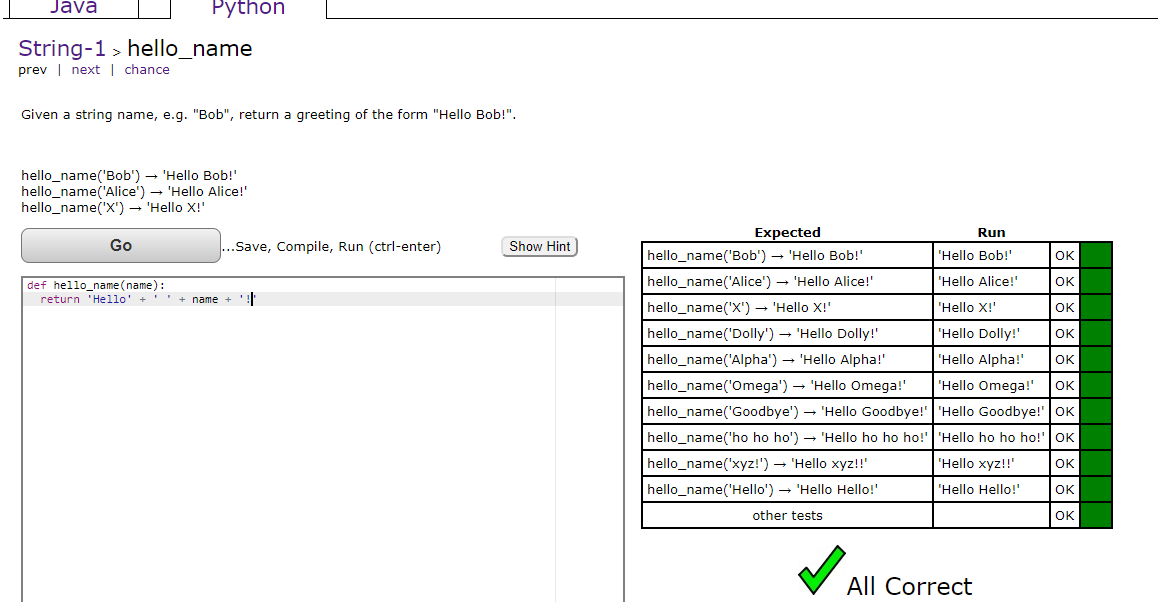 Java Python
String-1 > hello_name
prev | next | chance
Given a string name, e.g. "Bob", return a greeting of the form "Hello Bob!".
hello_name('Bob') → 'Hello Bob!'
hello_name('Alice') → 'Hello Alice!'
hello_name('X') → 'Hello X!'
Go ...Save, Compile, Run (ctrl-enter) Show Hint
def hello_name(name):
return 'Hello' + ' ' + name + '!'
Expected Run
hello_name('Bob') → 'Hello Bob!' 'Hello Bob!' OK
hello_name('Alice') → 'Hello Alice!' 'Hello Alice!' OK
hello_name('X') → 'Hello X!' 'Hello X!' OK
hello_name('Dolly') → 'Hello Dolly!' 'Hello Dolly!' OK
hello_name('Alpha') → 'Hello Alpha!' 'Hello Alpha!' OK
hello_name('Omega') → 'Hello Omega!' 'Hello Omega!' OK
hello_name('Goodbye') → 'Hello Goodbye!' 'Hello Goodbye!' OK
hello_name('ho ho ho') → 'Hello ho ho ho!' 'Hello ho ho ho!' OK
hello_name('xyz!') → 'Hello xyz!!' 'Hello xyz!!' OK
hello_name('Hello') → 'Hello Hello!' 'Hello Hello!' OK
other tests OK
All Correct